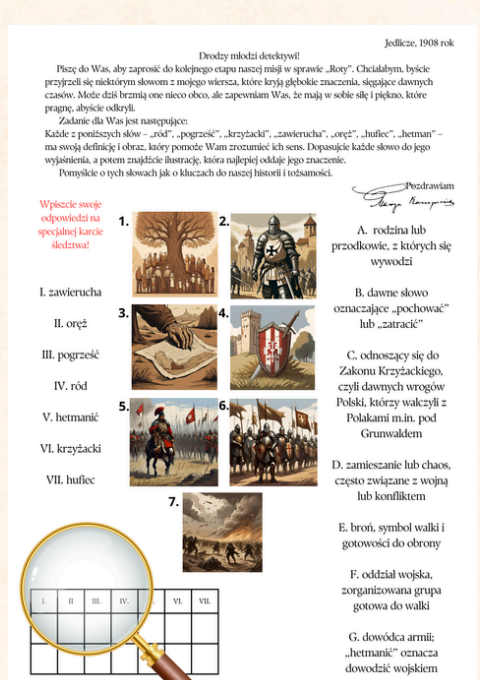 Jedlicze, 1908 rok
Drodzy młodzi detektywi!
Piszę do Was, aby zaprosić do kolejnego etapu naszej misji w sprawie „Roty”. Chciałabym, byście
przyjrzeli się niektórym słowom z mojego wiersza, które kryją głębokie znaczenia, sięgające dawnych
czasów. Może dziś brzmią one nieco obco, ale zapewniam Was, że mają w sobie siłę i piękno, które
pragnę, abyście odkryli.
Zadanie dla Was jest następujące:
Każde z poniższych słów – „ród”, „pogrześć”, „krzyżacki”, „zawierucha”, „oręż”, „hufiec”, „hetman” –
ma swoją definicję i obraz, który pomoże Wam zrozumieć ich sens. Dopasujcie każde słowo do jego
wyjaśnienia, a potem znajdźcie ilustrację, która najlepiej oddaje jego znaczenie.
Pomyślcie o tych słowach jak o kluczach do naszej historii i tożsamości.
Pozdrawiam
Wpiszcie swoje
odpowiedzi na
specjalnej karcie
śledztwa!
I. zawierucha
II. oręż
III. pogrześć
IV. ród
V. hetmanić
VI. krzyżacki
VII. hufiec
1.
2.
3.
4.
5.
6.
7.
A. rodzina lub
przodkowie, z których się
wywodzi
B. dawne słowo
oznaczające „pochować”
lub „zatracić”
C. odnoszący się do
Zakonu Krzyżackiego,
czyli dawnych wrogów
Polski, którzy walczyli z
Polakami m.in. pod
Grunwaldem
D. zamieszanie lub chaos,
często związane z wojną
lub konfliktem
E. broń, symbol walki i
gotowości do obrony
F. oddział wojska,
zorganizowana grupa
gotowa do walki
G. dowódca armii;
„hetmanić” oznacza
dowodzić wojskiem
I. II III. IV. VI. VII.